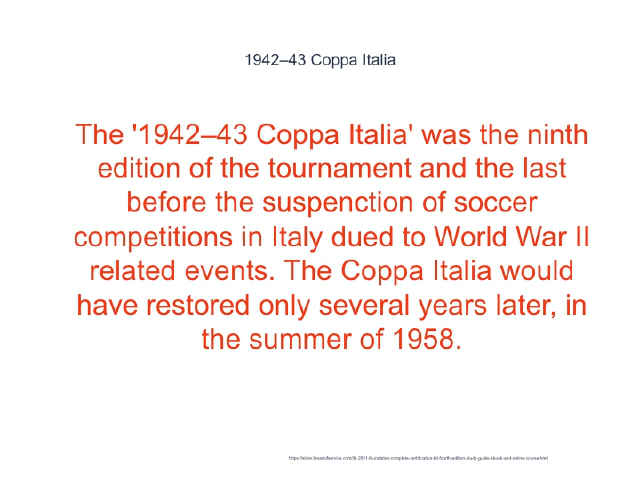 1942–43 Coppa Italia
The '1942–43 Coppa Italia' was the ninth
edition of the tournament and the last
before the suspenction of soccer
competitions in Italy dued to World War II
related events. The Coppa Italia would
have restored only several years later, in
the summer of 1958.